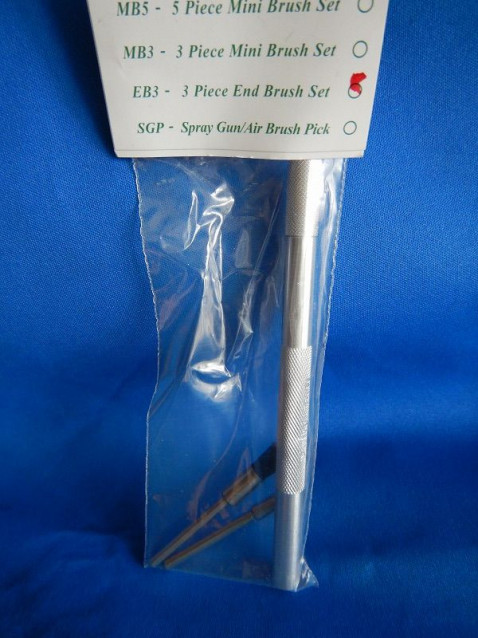 MB5 - 5 Piece Mini Brush Set
MB3 - 3 Piece Mini Brush Set
EB3 - 3 Piece End Brush Set
SGP - Spray Gun/Air Brush Pick